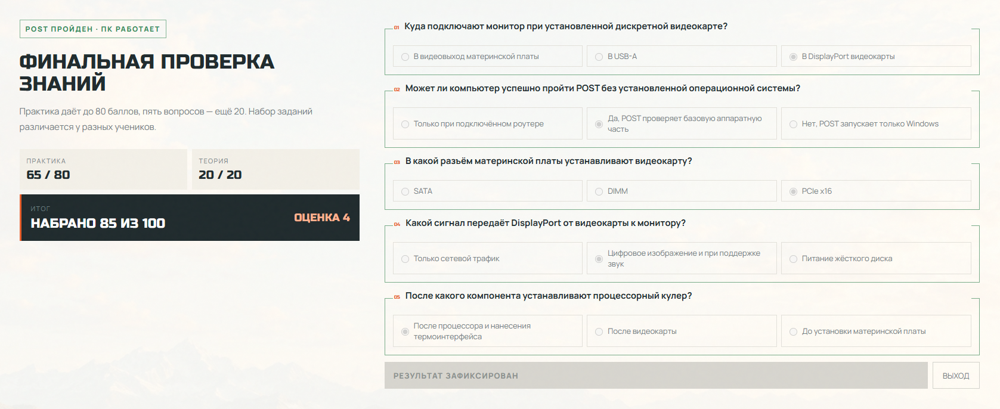 POST ПРОЙДЕН · ПК РАБОТАЕТ
ФИНАЛЬНАЯ ПРОВЕРКА
ЗНАНИЙ
Практика даёт до 80 баллов, пять вопросов — ещё 20. Набор заданий
различается у разных учеников.
ПРАКТИКА
65 / 80
ТЕОРИЯ
20 / 20
ИТОГ
НАБРАНО 85 ИЗ 100
ОЦЕНКА 4
01 Куда подключают монитор при установленной дискретной видеокарте?
В видеовыход материнской платы
В USB-A
В DisplayPort видеокарты
02 Может ли компьютер успешно пройти POST без установленной операционной системы?
Только при подключённом роутере
Да, POST проверяет базовую аппаратную
часть
Нет, POST запускает только Windows
03 В какой разъём материнской платы устанавливают видеокарту?
SATA
DIMM
PCIe x16
04 Какой сигнал передаёт DisplayPort от видеокарты к монитору?
Только сетевой трафик
Цифровое изображение и при поддержке
звук
Питание жёсткого диска
05 После какого компонента устанавливают процессорный кулер?
После процессора и нанесения
термоинтерфейса
После видеокарты
До установки материнской платы
РЕЗУЛЬТАТ ЗАФИКСИРОВАН
ВЫХОД